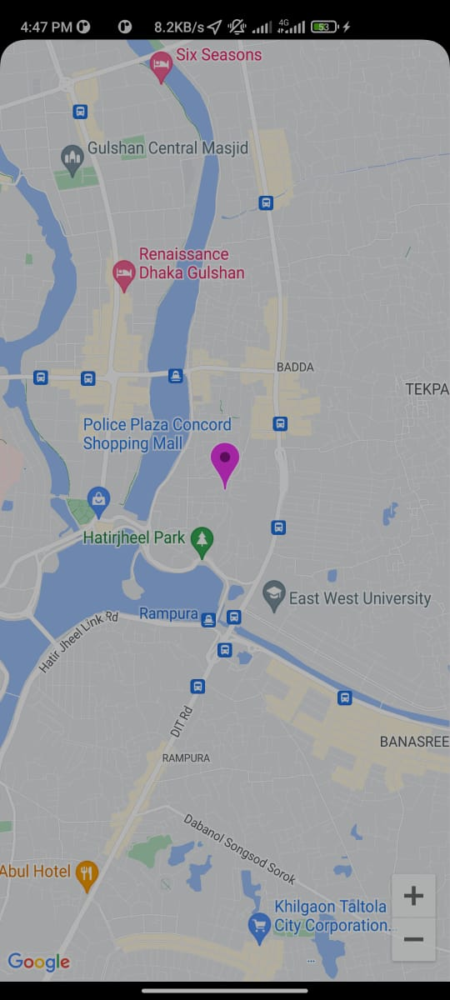 4:47 PM 8.2KB/s 4G 53
Six Seasons
Gulshan Central Masjid
Renaissance
Dhaka Gulshan
BADDA
TEKPA
Police Plaza Concord
Shopping Mall
Hatirjheel Park
East West University
Rampura
Hatir Jheel Link Rd
DIT Rd
BANASREE
RAMPURA
Dabanol Songsod Sorok
Abul Hotel
Khilgaon Taltola
City Corporation...
+
−
Google